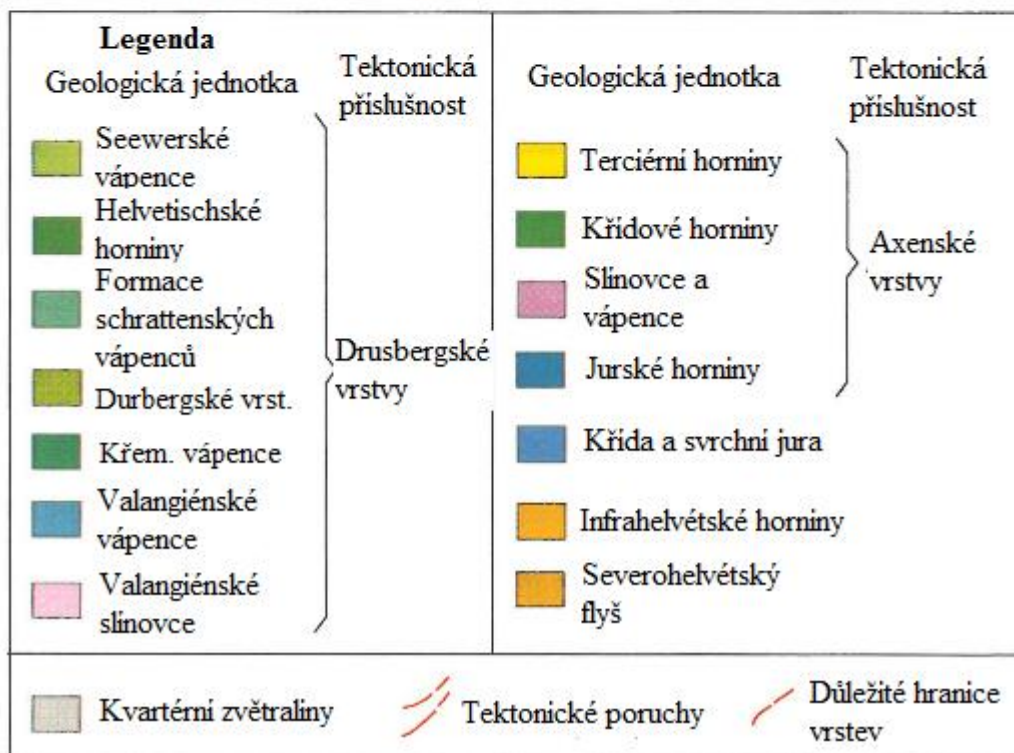 Legenda
Geologická jednotka
Tektonická
příslušnost
Seewerské
vápence
Helvetischské
horniny
Formace
schrattenských
vápenců
Durbergské vrst.
Křem. vápence
Valangiénské
vápence
Valangiénské
slínovce
Drusbergské
vrstvy
Geologická jednotka
Tektonická
příslušnost
Terciérní horniny
Křídové horniny
Slínovce a
vápence
Jurské horniny
Axenské
vrstvy
Křída a svrchní jura
Infrahelvétské horniny
Severohelvétský
flyš
Kvartérní zvětraliny
Tektonické poruchy
Důležité hranice
vrstev